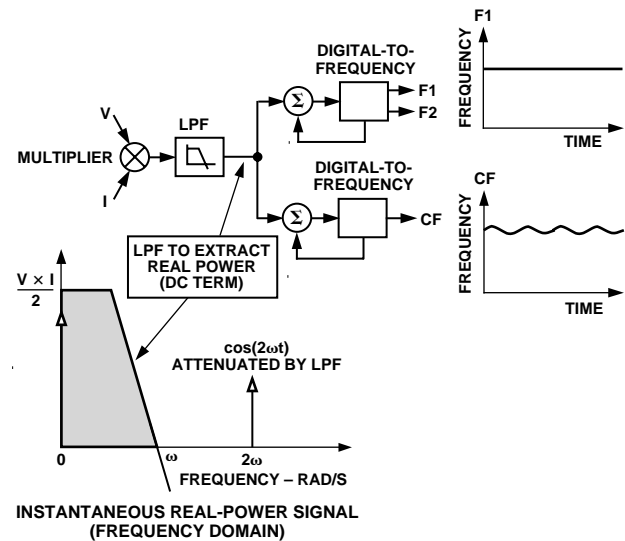 F1
DIGITAL-TO-
FREQUENCY
F1
F2
FREQUENCY
TIME
V
LPF
Σ
MULTIPLIER
I
DIGITAL-TO-
FREQUENCY
Σ
CF
CF
FREQUENCY
TIME
LPF TO EXTRACT
REAL POWER
(DC TERM)
V × I
2
cos(2ωt)
ATTENUATED BY LPF
0
ω
2ω
FREQUENCY – RAD/S
INSTANTANEOUS REAL-POWER SIGNAL
(FREQUENCY DOMAIN)